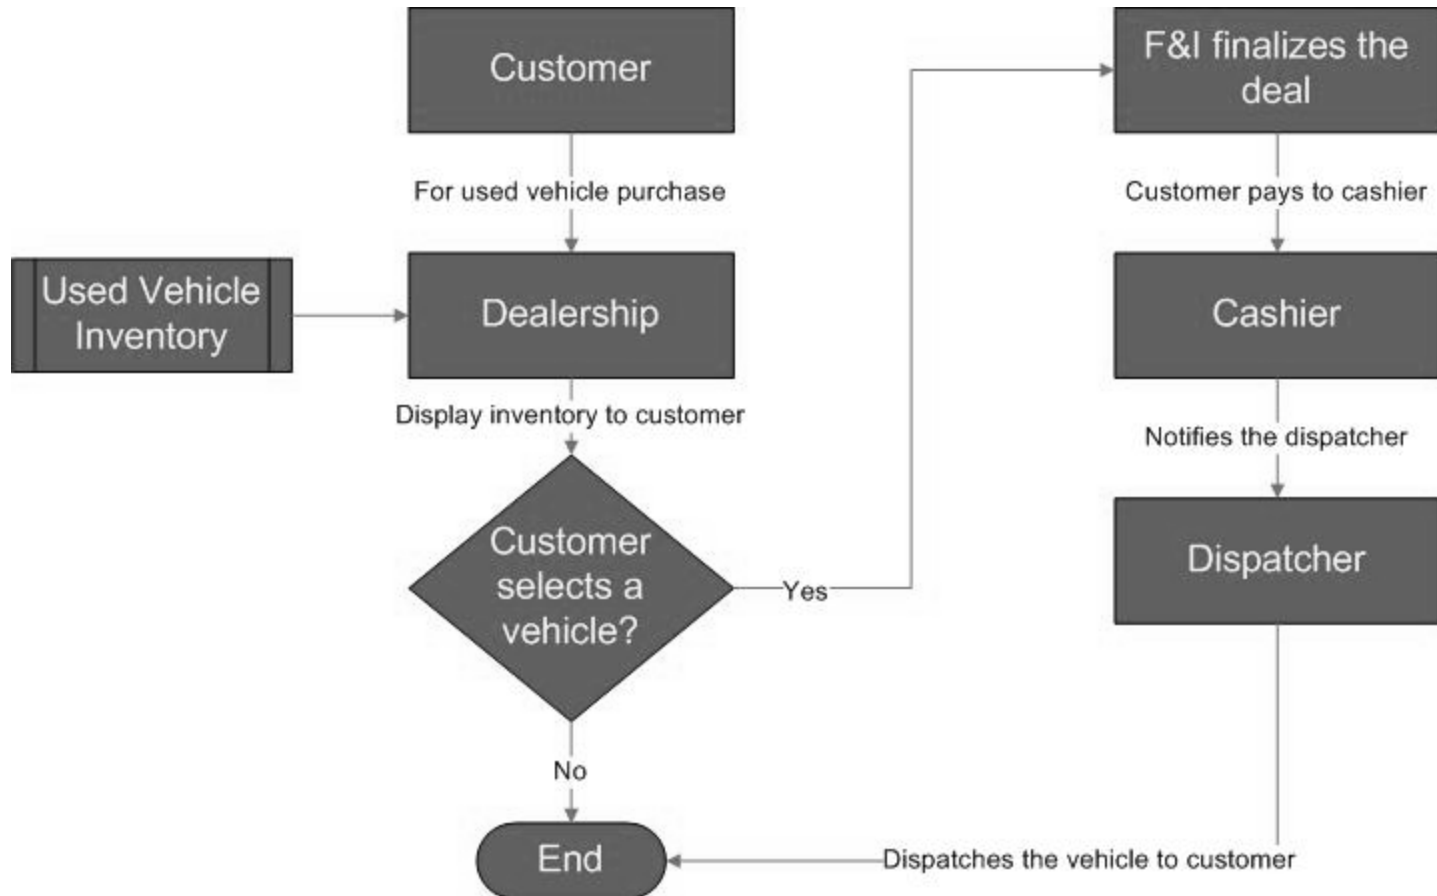 Customer
For used vehicle purchase
Used Vehicle
Inventory
Dealership
Display inventory to customer
Customer
selects a
vehicle?
Yes
No
End
F&I finalizes the
deal
Customer pays to cashier
Cashier
Notifies the dispatcher
Dispatcher
Dispatches the vehicle to customer